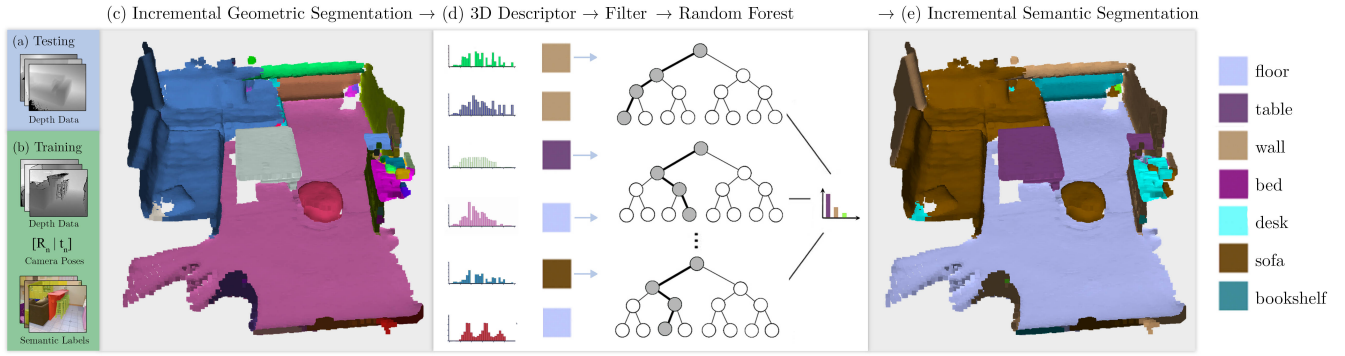 (c) Incremental Geometric Segmentation → (d) 3D Descriptor → Filter → Random Forest → (e) Incremental Semantic Segmentation
(a) Testing
Depth Data
(b) Training
Depth Data
[Rₙ | tₙ]
Camera Poses
Semantic Labels
floor
table
wall
bed
desk
sofa
bookshelf